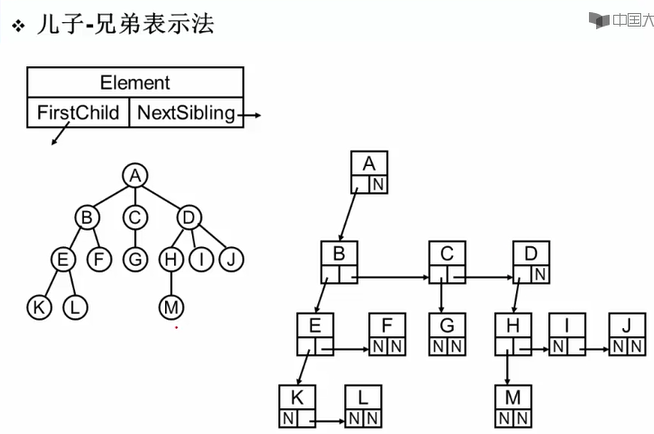 ❖ 儿子-兄弟表示法
中国大
Element
FirstChild NextSibling
A
B C D
E F G H I J
K L M
A
N
B C D
N
E F G H I J
N N N N N N N
K L M
N N N N N